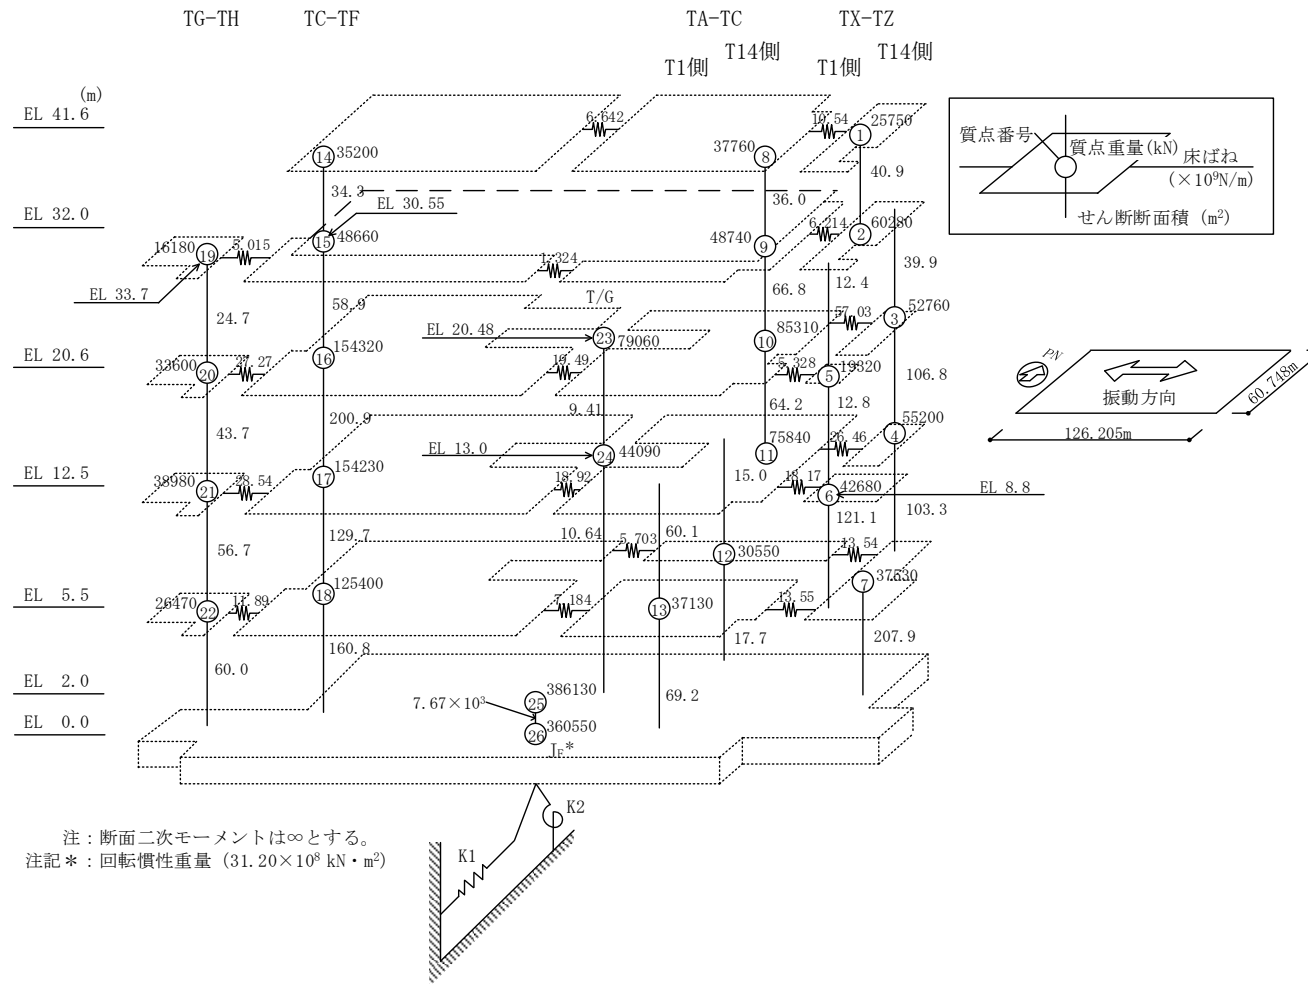 TG-TH TC-TF TA-TC TX-TZ
T1側 T14側 T1側 T14側
(m)
EL 41.6
EL 32.0
EL 20.6
EL 12.5
EL 5.5
EL 2.0
EL 0.0
6.642 10.54 1 25750
14 35200 37760 8
40.9
34.3 EL 30.55 36.0
16180 19 5.015 15 48660 48740 9 6.214 2 60280
1.324 39.9
EL 33.7 12.4
24.7 58.9 T/G 66.8
EL 20.48 23 79060 85310 10 57.03 3 52760
33600 20 27.27 16 154320 19.49 5.328 5 19320
106.8
43.7 200.9 9.41 64.2 12.8
EL 13.0 24 44090 75840 11 26.46 4 55200
38980 21 28.54 17 154230 18.92 15.0 18.17 6 42680 EL 8.8
121.1 103.3
56.7 129.7 10.64 60.1
5.703 12 30550 13.54
26470 22 11.89 18 125400 7.184 13 37130 13.55 7 37530
60.0 160.8 17.7 207.9
69.2
7.67×10³ 25 386130
26 360550
I_F*
K1 K2
質点番号
質点重量(kN)
床ばね
(×10⁹N/m)
せん断断面積 (m²)
PN
振動方向
60.748m
126.205m
注：断面二次モーメントは∞とする。
注記＊：回転慣性重量 (31.20×10⁸ kN・m²)